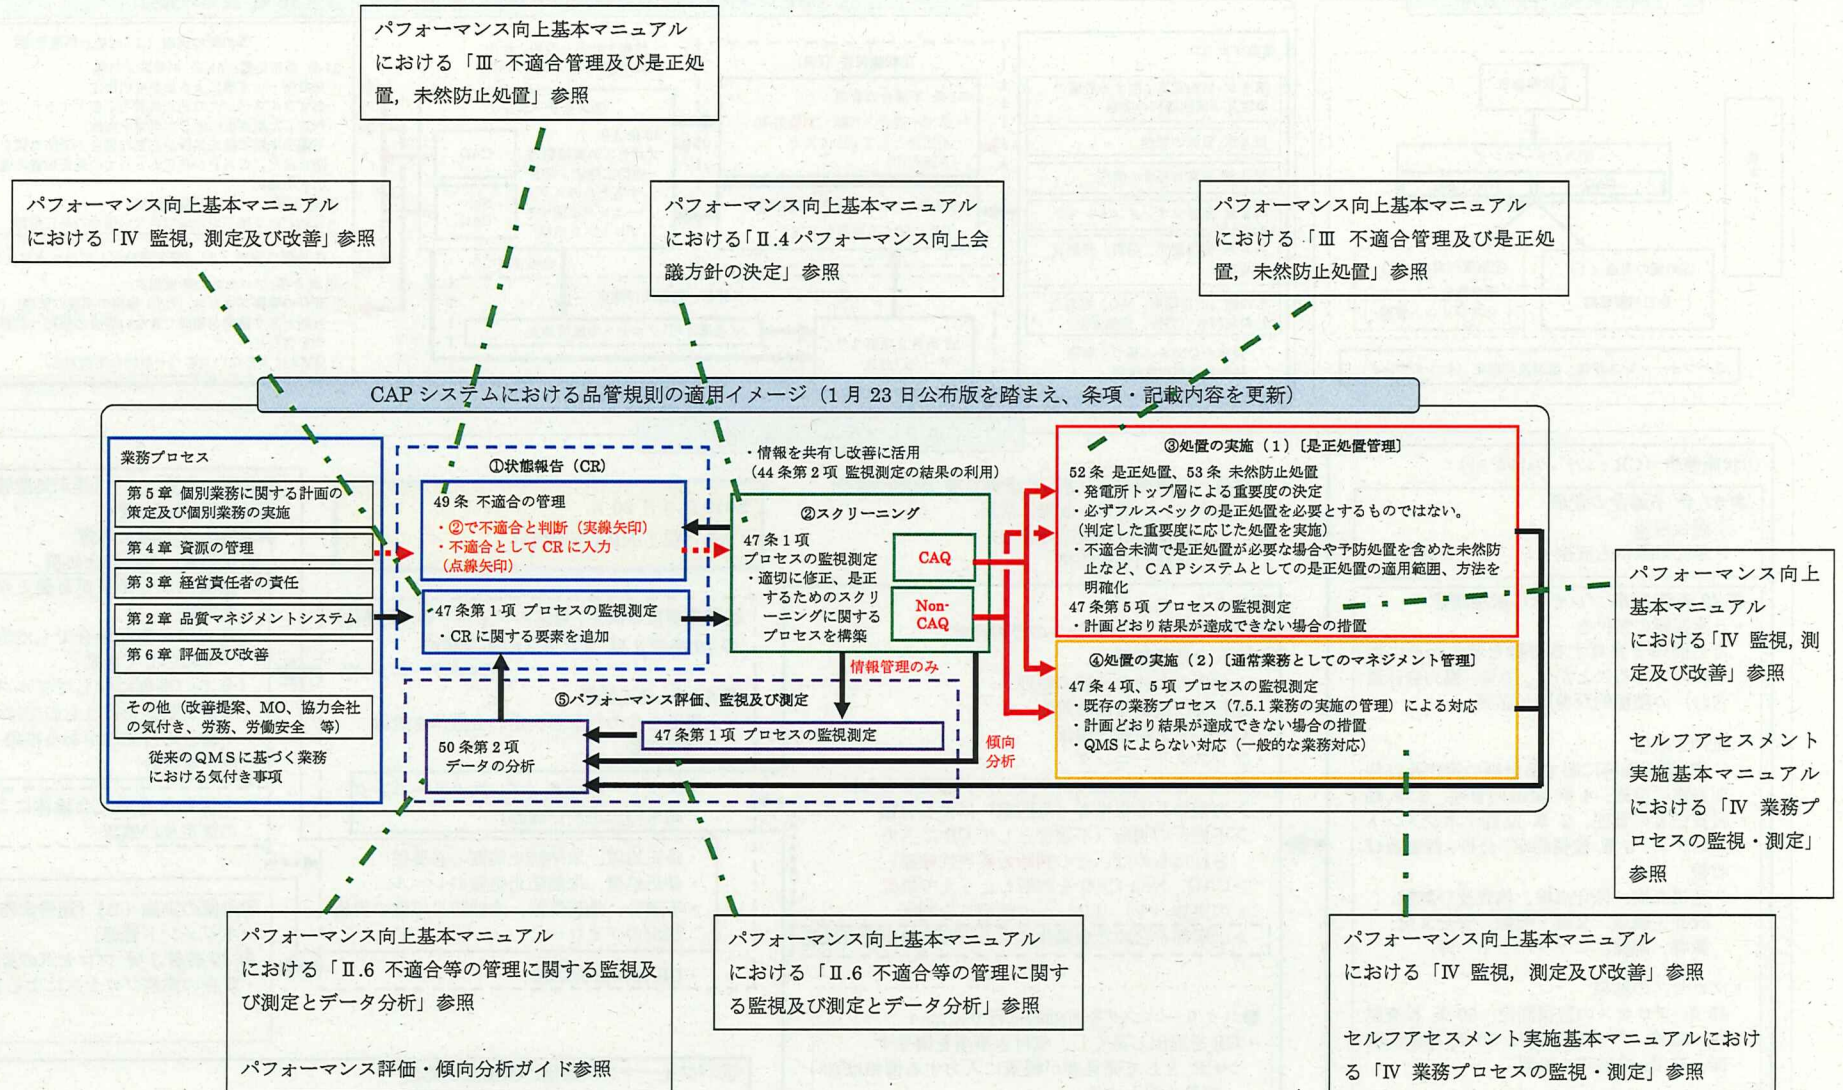 パフォーマンス向上基本マニュアル
における「Ⅲ 不適合管理及び是正処
置，未然防止処置」参照
パフォーマンス向上基本マニュアル
における「Ⅳ 監視，測定及び改善」参照
パフォーマンス向上基本マニュアル
における「Ⅱ.4パフォーマンス向上会
議方針の決定」参照
パフォーマンス向上基本マニュアル
における「Ⅲ 不適合管理及び是正処
置，未然防止処置」参照
CAPシステムにおける品管規則の適用イメージ（1月23日公布版を踏まえ、条項・記載内容を更新）
業務プロセス
第5章 個別業務に関する計画の
策定及び個別業務の実施
第4章 資源の管理
第3章 経営責任者の責任
第2章 品質マネジメントシステム
第6章 評価及び改善
その他（改善提案、MO、協力会社
の気付き、労務、労働安全 等）
従来のQMSに基づく業務
における気付き事項
①状態報告（CR）
49条 不適合の管理
・②で不適合と判断（実線矢印）
・不適合としてCRに入力
（点線矢印）
47条第1項 プロセスの監視測定
・CRに関する要素を追加
・情報を共有し改善に活用
（44条第2項 監視測定の結果の利用）
②スクリーニング
47条1項
プロセスの監視測定
・適切に修正、是正
するためのスクリ
ーニングに関する
プロセスを構築
CAQ
Non-
CAQ
情報管理のみ
③処置の実施（1）〔是正処置管理〕
52条 是正処置、53条 未然防止処置
・発電所トップ層による重要度の決定
・必ずフルスペックの是正処置を必要とするものではない。
（判定した重要度に応じた処置を実施）
・不適合未満で是正処置が必要な場合や予防処置を含めた未然防
止など、CAPシステムとしての是正処置の適用範囲、方法を
明確化
47条第5項 プロセスの監視測定
・計画どおり結果が達成できない場合の措置
④処置の実施（2）〔通常業務としてのマネジメント管理〕
47条4項、5項 プロセスの監視測定
・既存の業務プロセス（7.5.1業務の実施の管理）による対応
・計画どおり結果が達成できない場合の措置
・QMSによらない対応（一般的な業務対応）
⑤パフォーマンス評価、監視及び測定
47条第1項 プロセスの監視測定
50条第2項
データの分析
傾向
分析
パフォーマンス向上
基本マニュアル
における「Ⅳ 監視，測
定及び改善」参照
セルフアセスメント
実施基本マニュアル
における「Ⅳ 業務プ
ロセスの監視・測定」
参照
パフォーマンス向上基本マニュアル
における「Ⅱ.6 不適合等の管理に関する監視及
び測定とデータ分析」参照
パフォーマンス評価・傾向分析ガイド参照
パフォーマンス向上基本マニュアル
における「Ⅱ.6 不適合等の管理に関す
る監視及び測定とデータ分析」参照
パフォーマンス向上基本マニュアル
における「Ⅳ 監視，測定及び改善」参照
セルフアセスメント実施基本マニュアルにおけ
る「Ⅳ 業務プロセスの監視・測定」参照